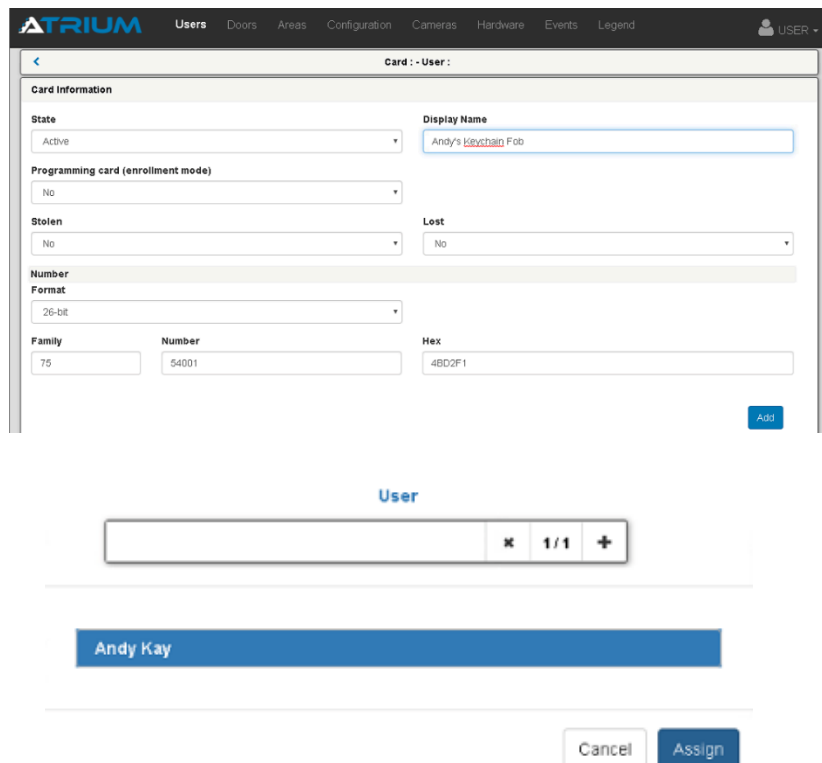 ATRIUM Users Doors Areas Configuration Cameras Hardware Events Legend USER
Card : - User :
Card Information
State Display Name
Active Andy's Keychain Fob
Programming card (enrollment mode)
No
Stolen Lost
No No
Number
Format
26-bit
Family Number Hex
75 54001 4BD2F1
Add
User
1 / 1
Andy Kay
Cancel Assign